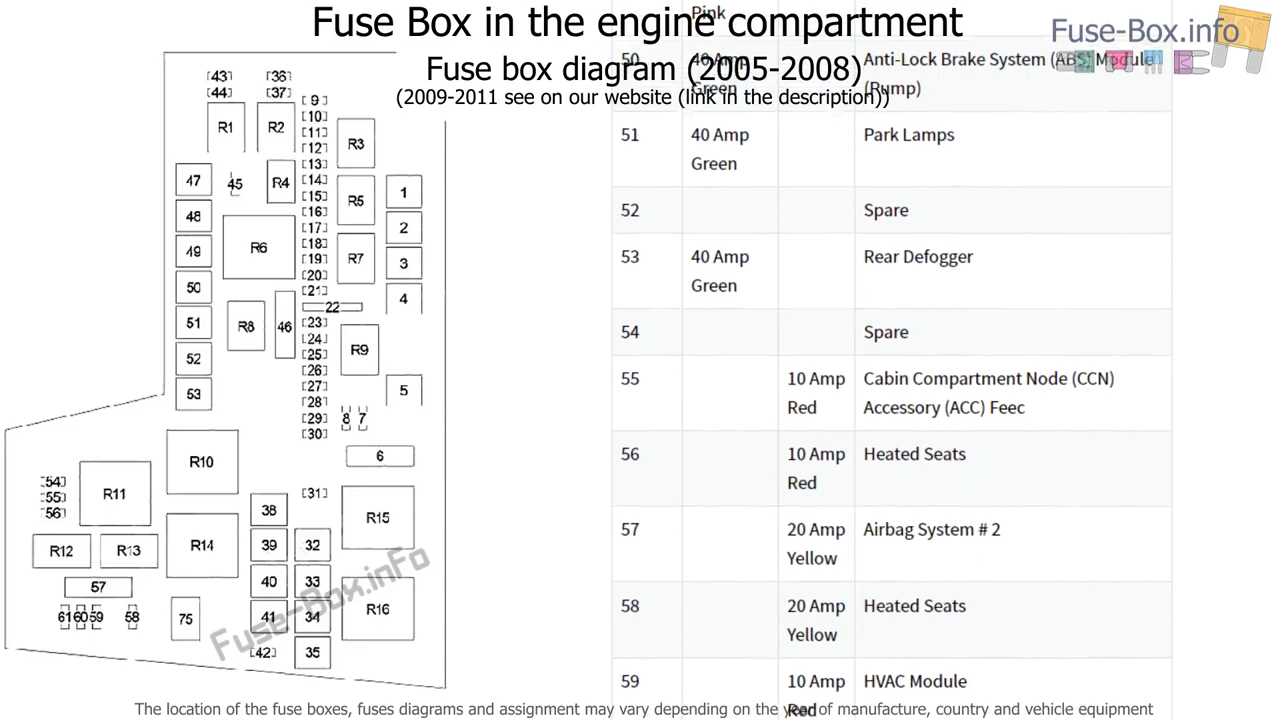 Fuse Box in the engine compartment
Fuse box diagram (2005-2008)
(2009-2011 see on our website (link in the description))
Fuse-Box.info
Pink
50 40 Amp Anti-Lock Brake System (ABS) Module
Green (Pump)
51 40 Amp Park Lamps
Green
52 Spare
53 40 Amp Rear Defogger
Green
54 Spare
55 10 Amp Cabin Compartment Node (CCN)
Red Accessory (ACC) Feec
56 10 Amp Heated Seats
Red
57 20 Amp Airbag System # 2
Yellow
58 20 Amp Heated Seats
Yellow
59 10 Amp HVAC Module
Red
43 36
44 37
9
R1 R2 10
11
12 R3
13
47 45 R4 14
15 1
48 16 R5
17 2
49 R6 18
19 R7 3
50 20
21 4
22
51 R8 46 23
24
52 25 R9
26
53 27 5
28
29 8 7
30
R10 6
54
55 R11 31
56
38 R15
R12 R13 R14 39 32
57 40 33
61 60 59 58 75 41 34 R16
42 35
Fuse-Box.inFo
The location of the fuse boxes, fuses diagrams and assignment may vary depending on the year of manufacture, country and vehicle equipment